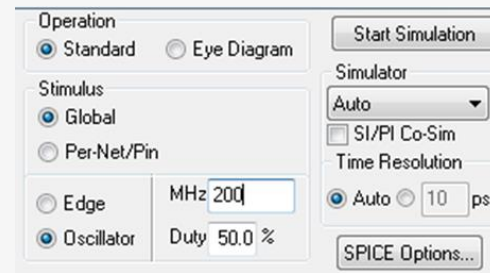 Operation
Standard Eye Diagram
Stimulus
Global
Per-Net/Pin
Edge
Oscillator
MHz 200
Duty 50.0 %
Start Simulation
Simulator
Auto
SI/PI Co-Sim
Time Resolution
Auto 10 ps
SPICE Options...